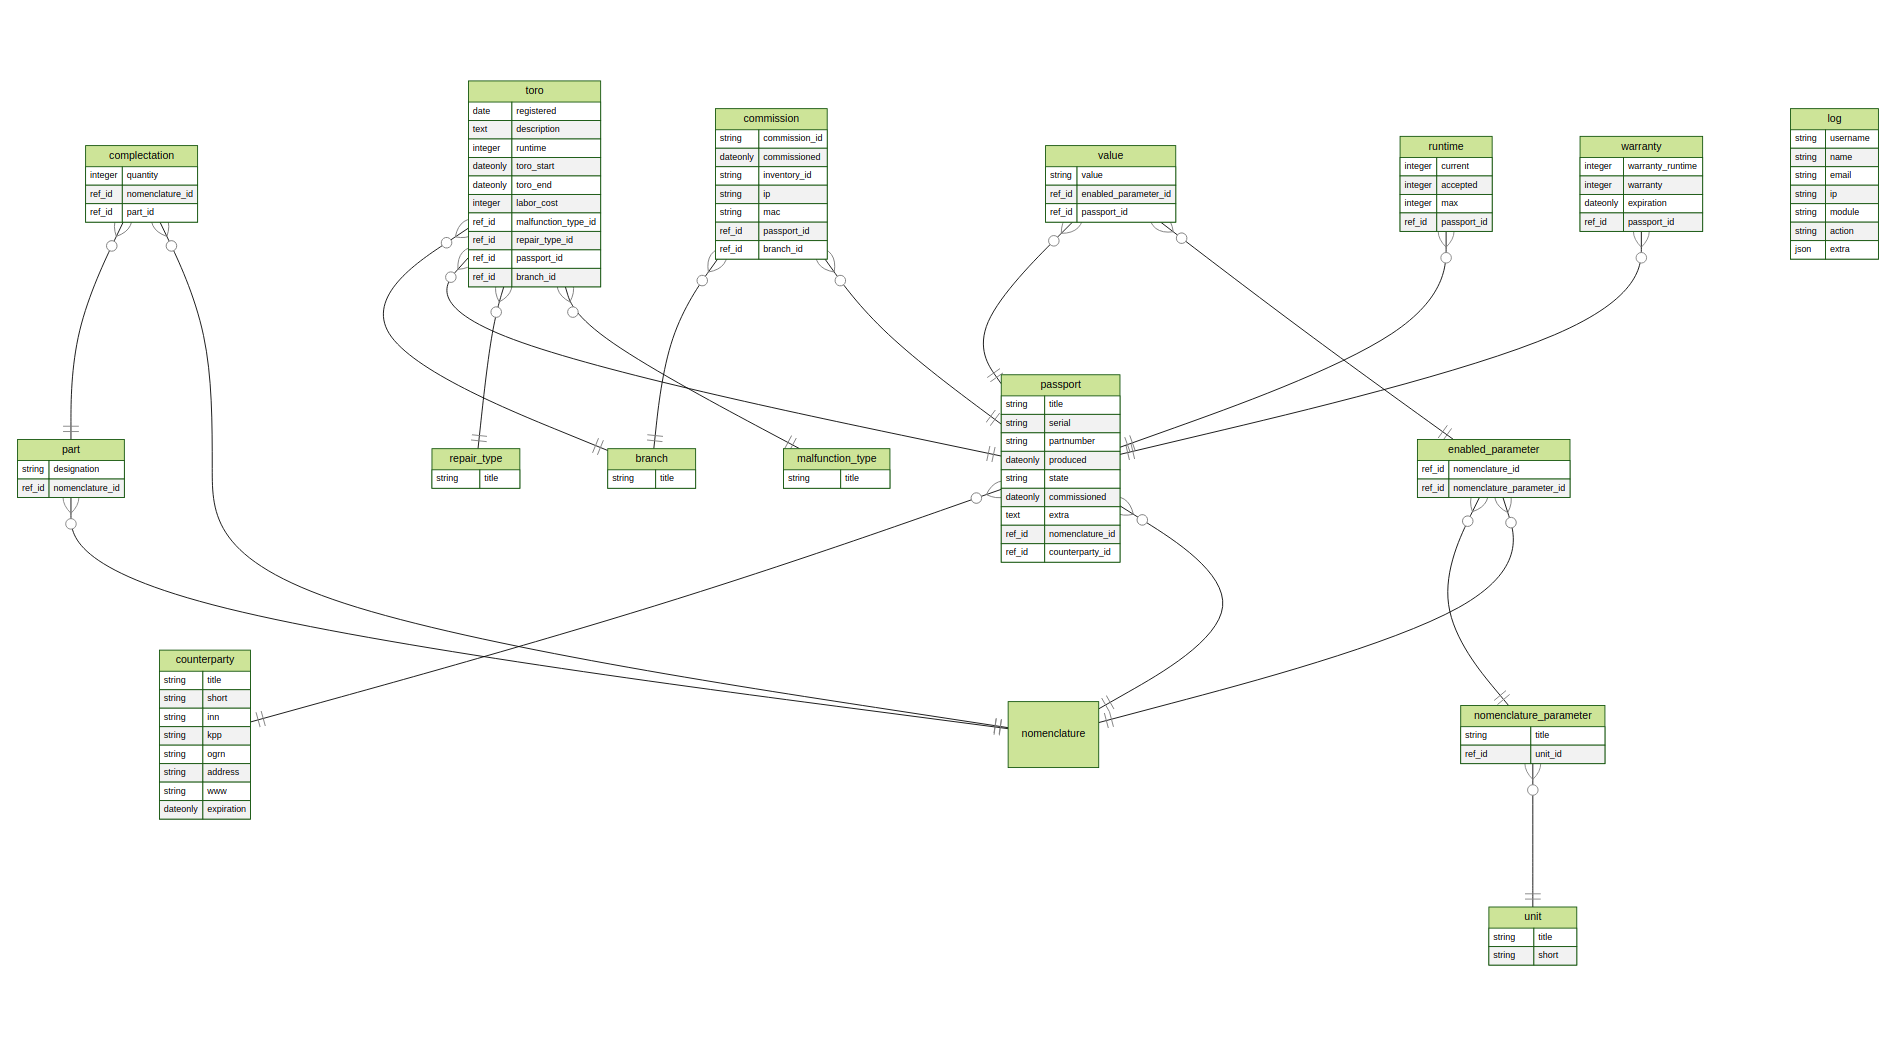 toro
date registered
text description
integer runtime
dateonly toro_start
dateonly toro_end
integer labor_cost
ref_id malfunction_type_id
ref_id repair_type_id
ref_id passport_id
ref_id branch_id
commission
string commission_id
dateonly commissioned
string inventory_id
string ip
string mac
ref_id passport_id
ref_id branch_id
log
string username
string name
string email
string ip
string module
string action
json extra
runtime
integer current
integer accepted
integer max
ref_id passport_id
warranty
integer warranty_runtime
integer warranty
dateonly expiration
ref_id passport_id
complectation
integer quantity
ref_id nomenclature_id
ref_id part_id
value
string value
ref_id enabled_parameter_id
ref_id passport_id
passport
string title
string serial
string partnumber
dateonly produced
string state
dateonly commissioned
text extra
ref_id nomenclature_id
ref_id counterparty_id
part
string designation
ref_id nomenclature_id
repair_type
string title
branch
string title
malfunction_type
string title
enabled_parameter
ref_id nomenclature_id
ref_id nomenclature_parameter_id
counterparty
string title
string short
string inn
string kpp
string ogrn
string address
string www
dateonly expiration
nomenclature
nomenclature_parameter
string title
ref_id unit_id
unit
string title
string short